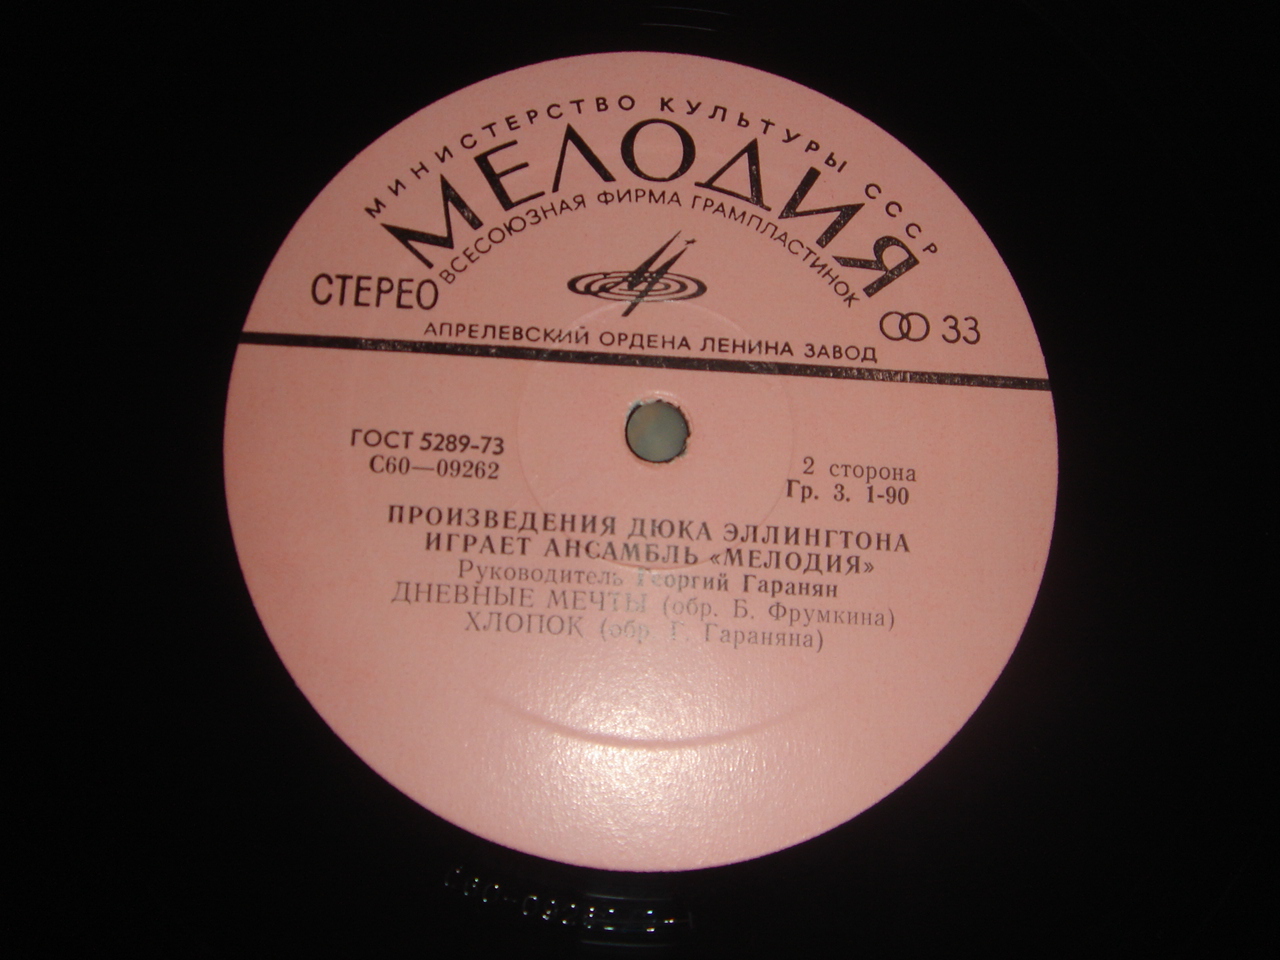 МИНИСТЕРСТВО КУЛЬТУРЫ СССР
МЕЛОДИЯ
ВСЕСОЮЗНАЯ ФИРМА ГРАМПЛАСТИНОК
СТЕРЕО
33
АПРЕЛЕВСКИЙ ОРДЕНА ЛЕНИНА ЗАВОД
ГОСТ 5289-73
С60—09262
2 сторона
Гр. 3. 1-90
ПРОИЗВЕДЕНИЯ ДЮКА ЭЛЛИНГТОНА
ИГРАЕТ АНСАМБЛЬ «МЕЛОДИЯ»
Руководитель Георгий Гаранян
ДНЕВНЫЕ МЕЧТЫ (обр. Б. Фрумкина)
ХЛОПОК (обр. Г. Гараняна)